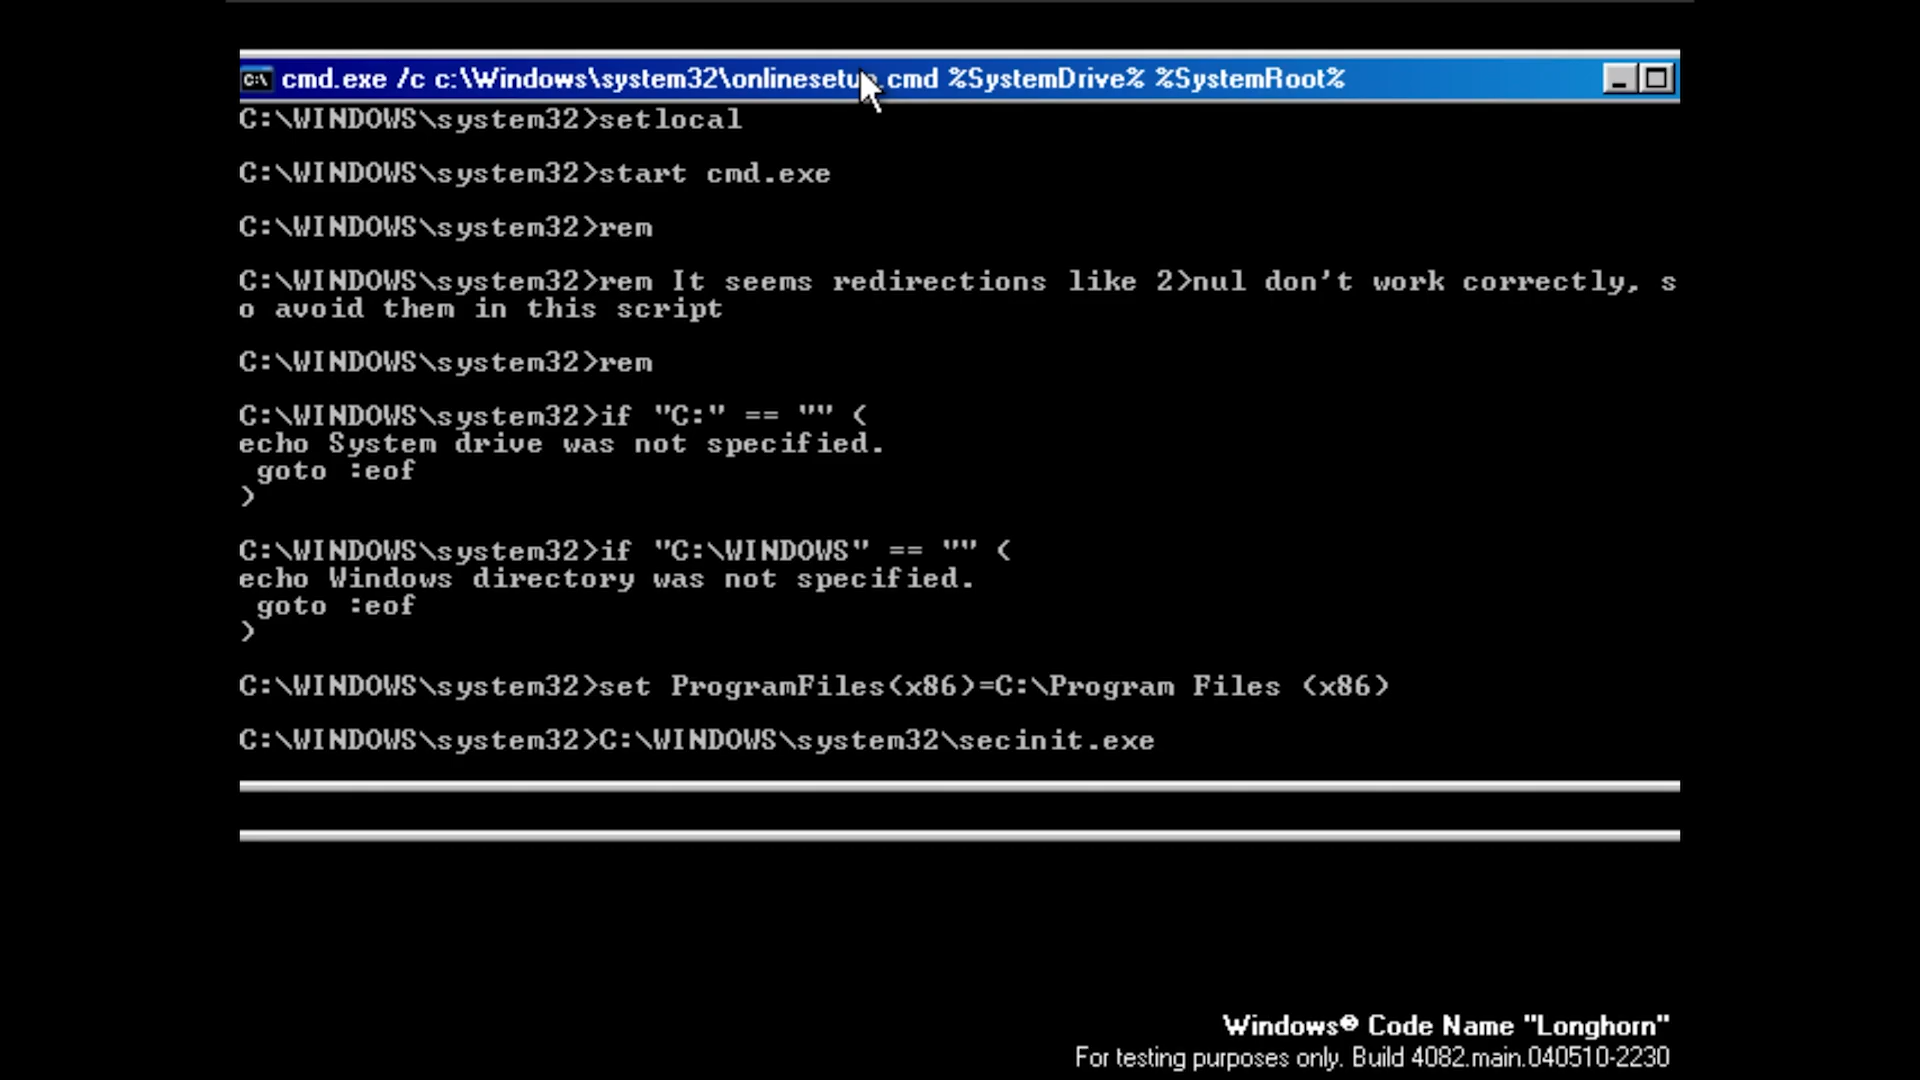 cmd.exe /c c:\Windows\system32\onlinesetup.cmd %SystemDrive% %SystemRoot%
C:\WINDOWS\system32>setlocal
C:\WINDOWS\system32>start cmd.exe
C:\WINDOWS\system32>rem
C:\WINDOWS\system32>rem It seems redirections like 2>nul don't work correctly, s
o avoid them in this script
C:\WINDOWS\system32>rem
C:\WINDOWS\system32>if "C:" == "" (
echo System drive was not specified.
 goto :eof
)
C:\WINDOWS\system32>if "C:\WINDOWS" == "" (
echo Windows directory was not specified.
 goto :eof
)
C:\WINDOWS\system32>set ProgramFiles(x86)=C:\Program Files (x86)
C:\WINDOWS\system32>C:\WINDOWS\system32\secinit.exe
Windows® Code Name "Longhorn"
For testing purposes only. Build 4082.main.040510-2230